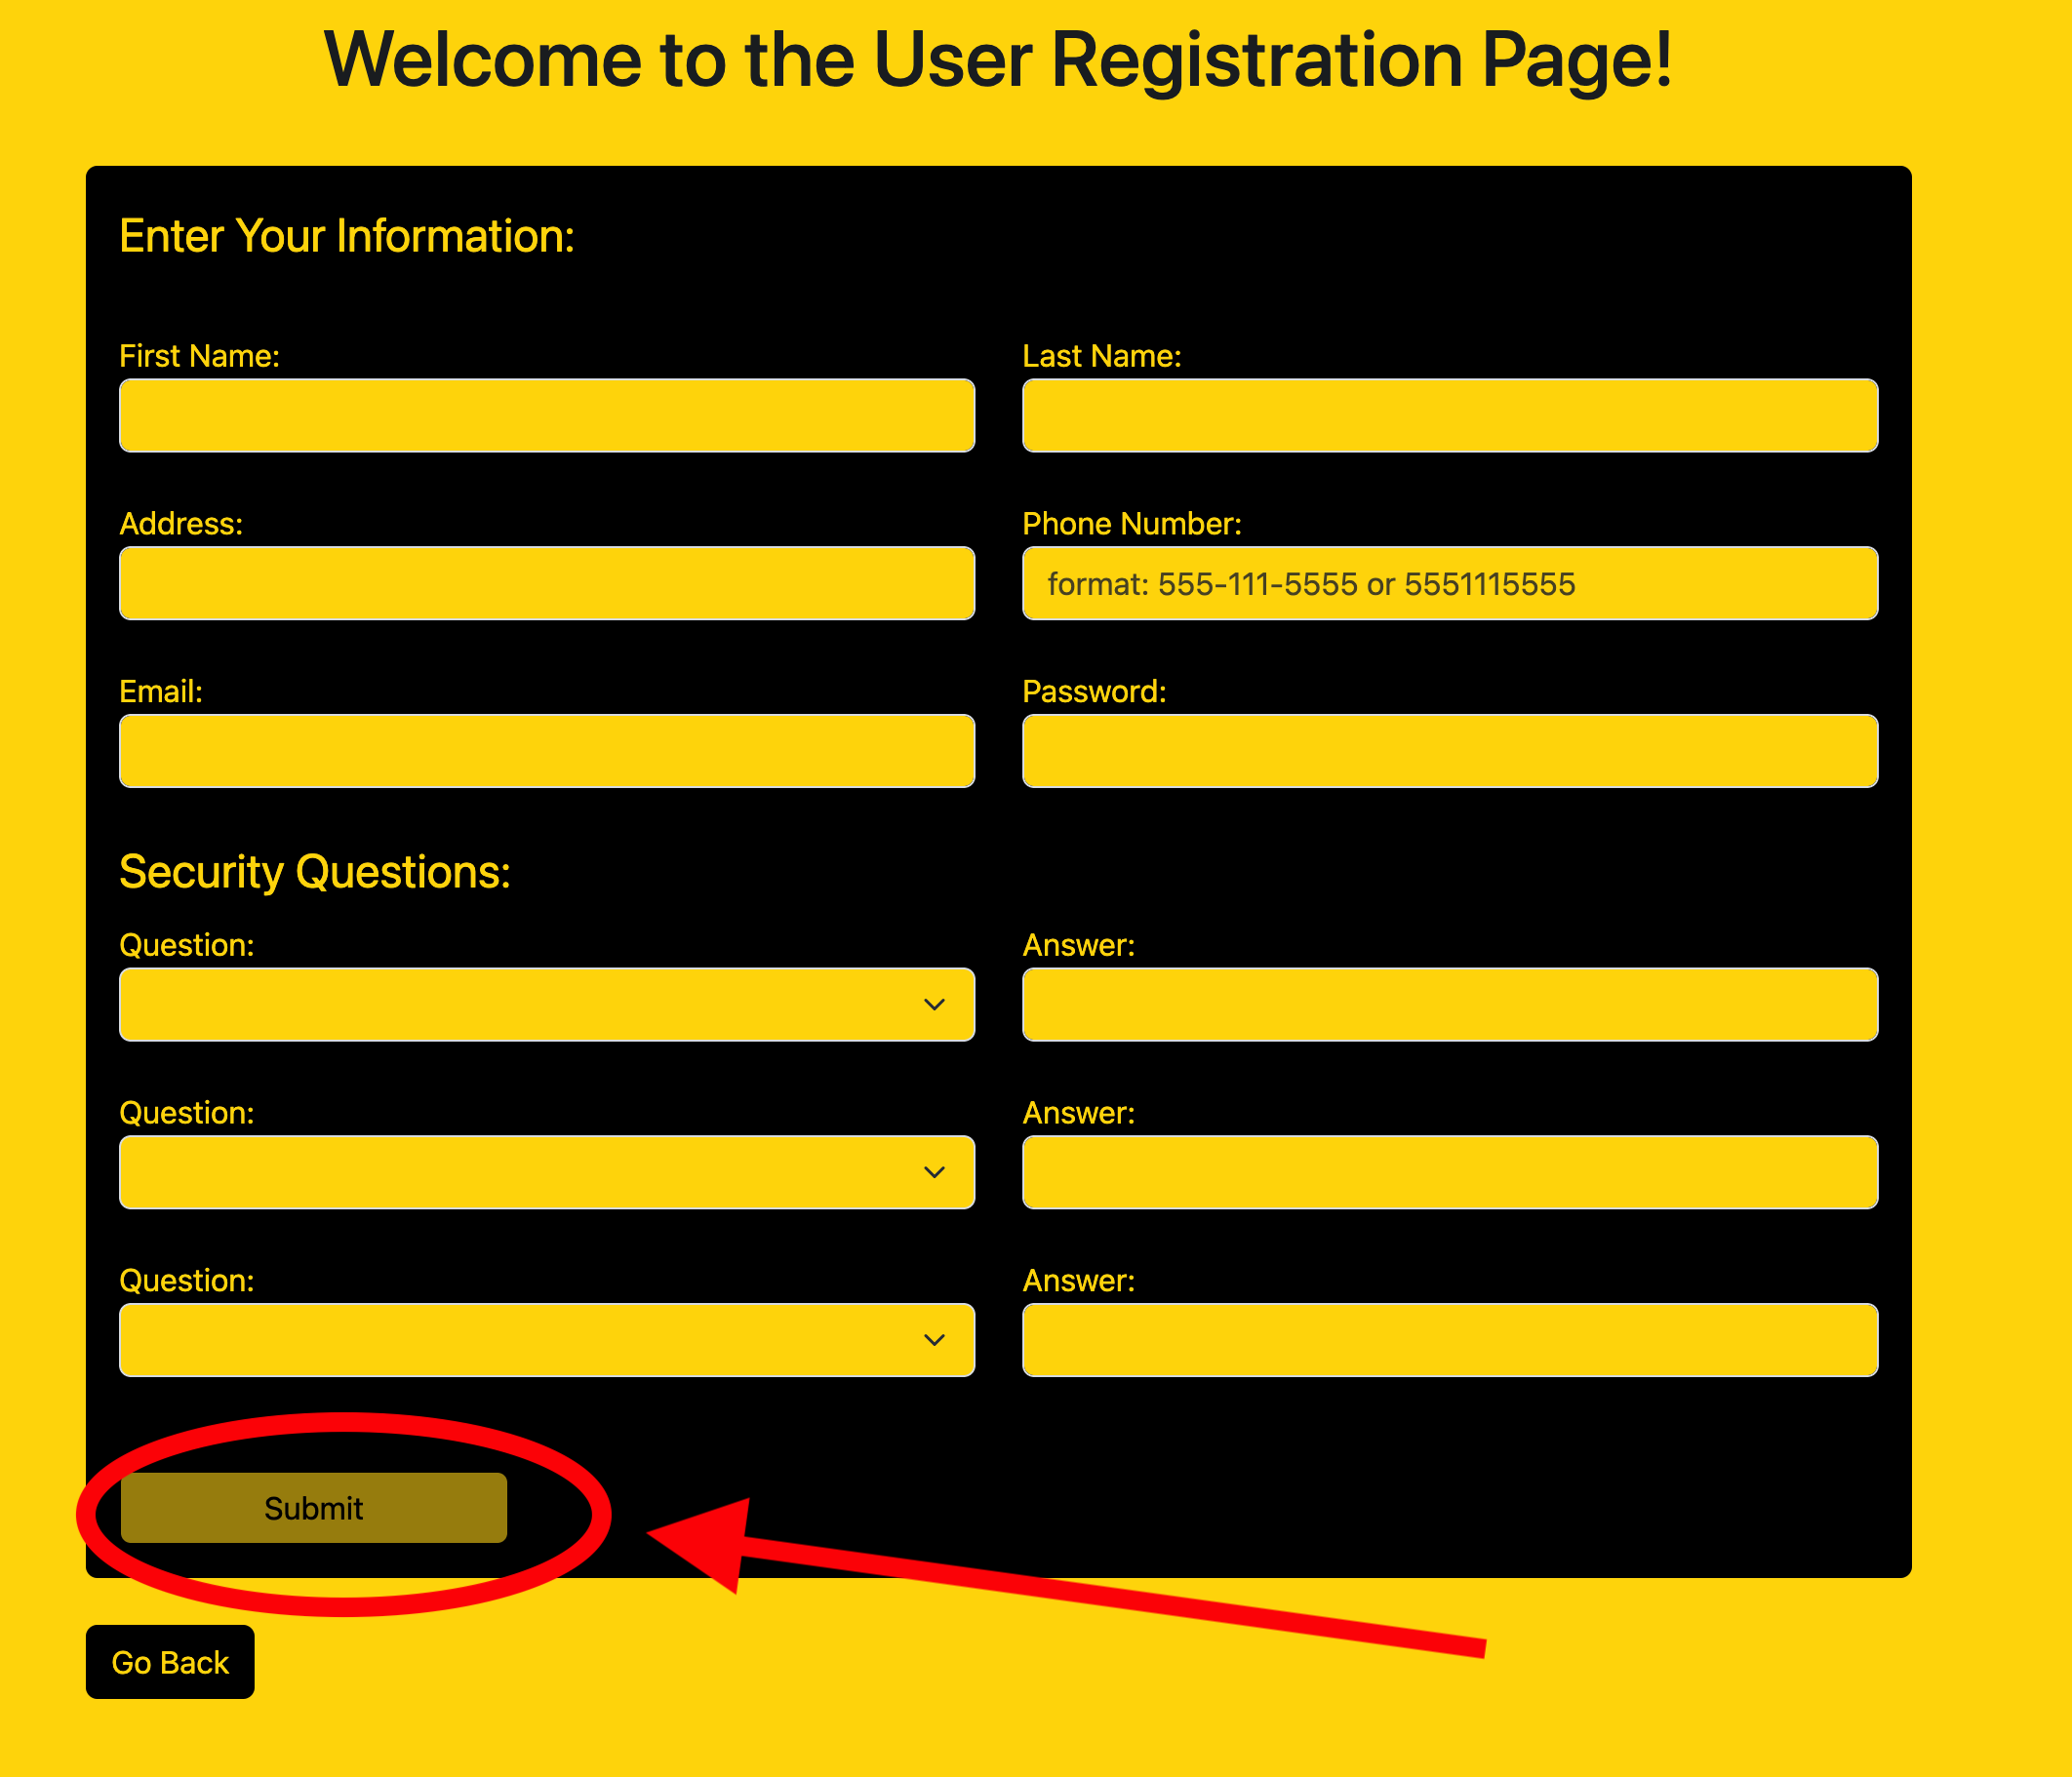 Welcome to the User Registration Page!
Enter Your Information:
First Name:
Last Name:
Address:
Phone Number:
format: 555-111-5555 or 5551115555
Email:
Password:
Security Questions:
Question:
Answer:
Question:
Answer:
Question:
Answer:
Submit
Go Back